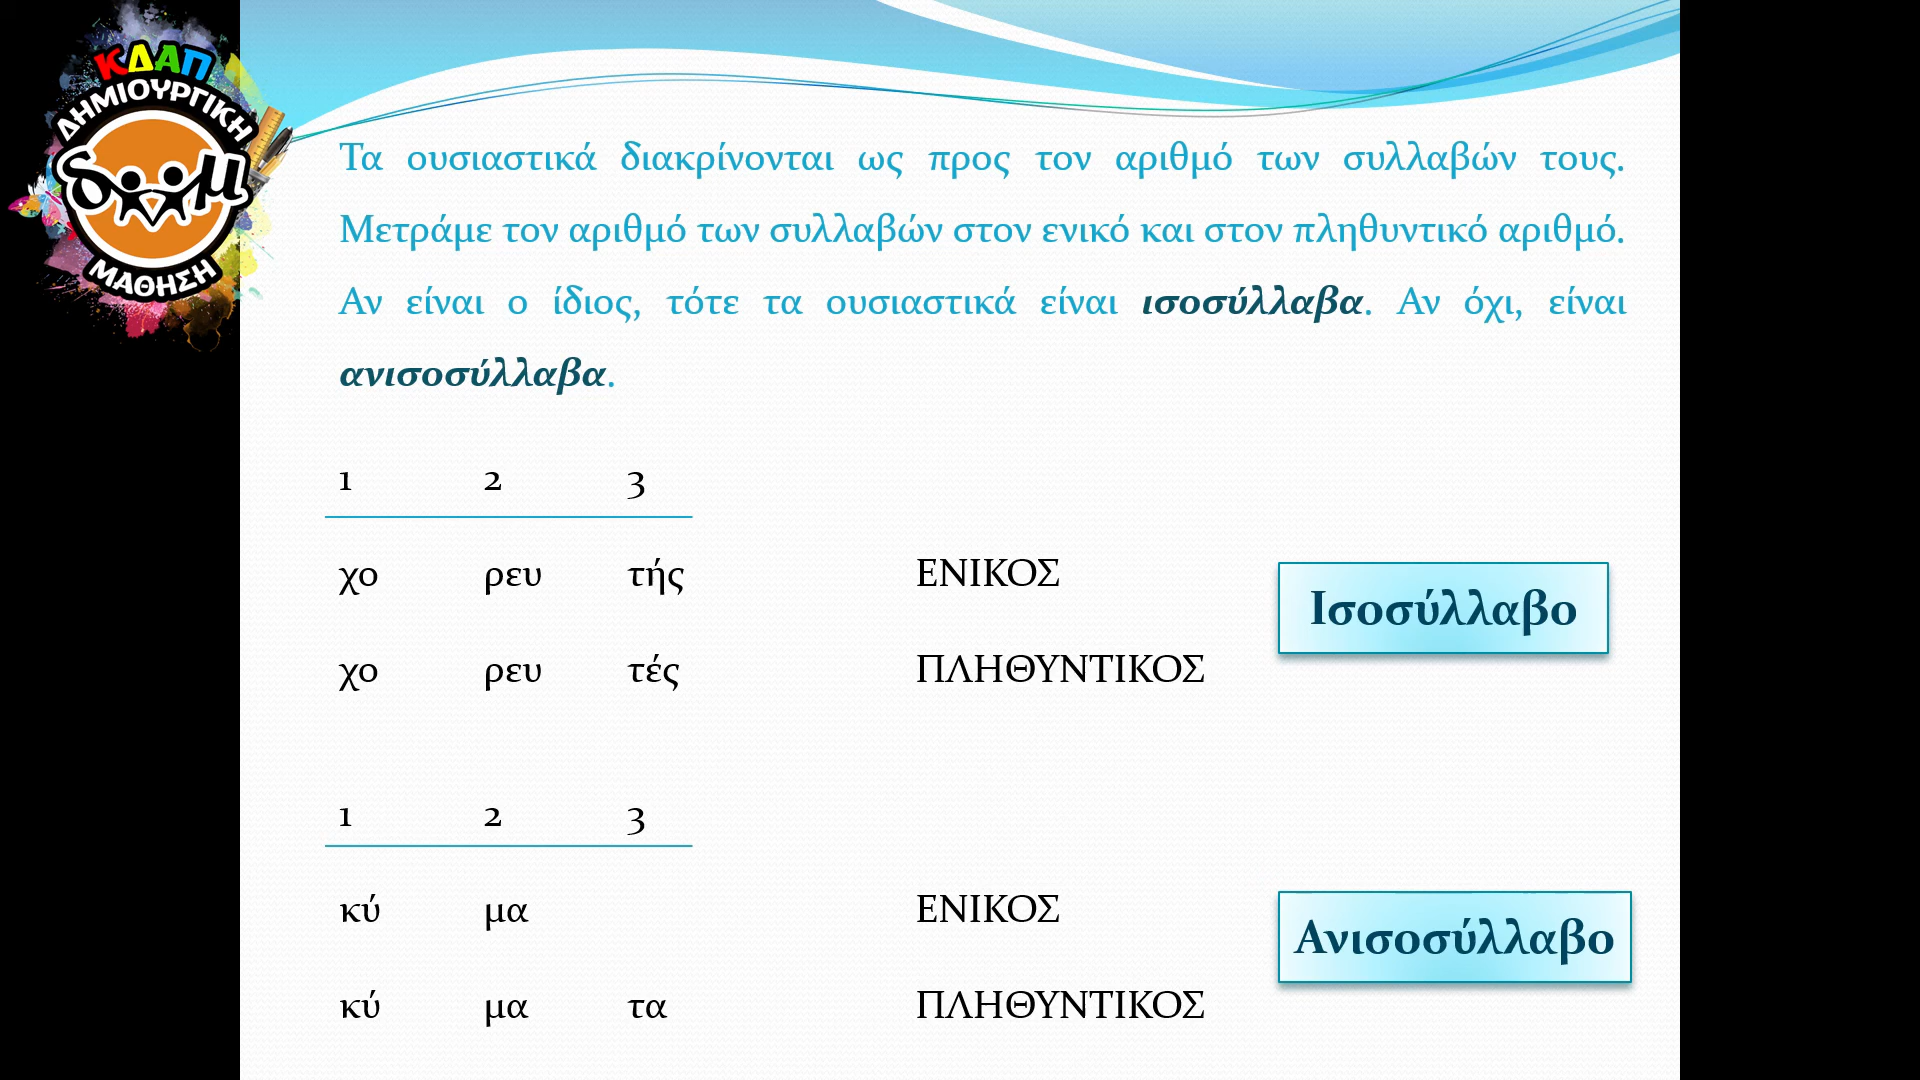 ΚΔΑΠ
ΔΗΜΙΟΥΡΓΙΚΗ
δ μ
ΜΑΘΗΣΗ
Τα ουσιαστικά διακρίνονται ως προς τον αριθμό των συλλαβών τους.
Μετράμε τον αριθμό των συλλαβών στον ενικό και στον πληθυντικό αριθμό.
Αν είναι ο ίδιος, τότε τα ουσιαστικά είναι ισοσύλλαβα. Αν όχι, είναι
ανισοσύλλαβα.
1 2 3
χο ρευ τής ΕΝΙΚΟΣ
χο ρευ τές ΠΛΗΘΥΝΤΙΚΟΣ
Ισοσύλλαβο
1 2 3
κύ μα ΕΝΙΚΟΣ
κύ μα τα ΠΛΗΘΥΝΤΙΚΟΣ
Ανισοσύλλαβο